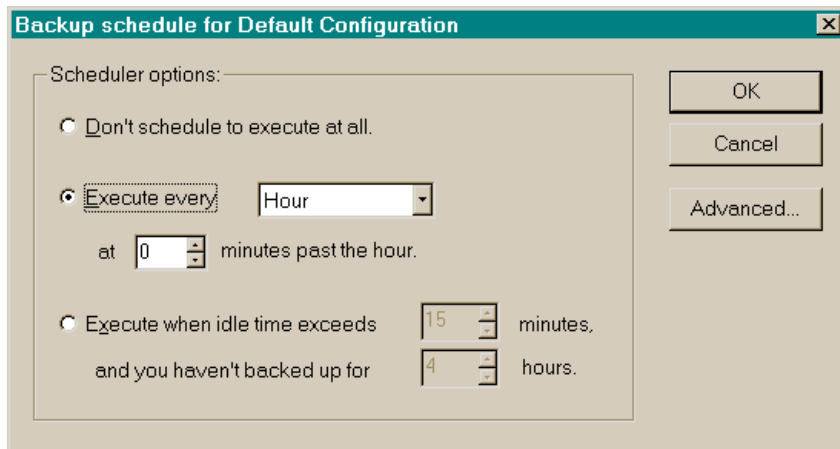 Backup schedule for Default Configuration
Scheduler options:
Don't schedule to execute at all.
Execute every Hour
at 0 minutes past the hour.
Execute when idle time exceeds 15 minutes,
and you haven't backed up for 4 hours.
OK
Cancel
Advanced...